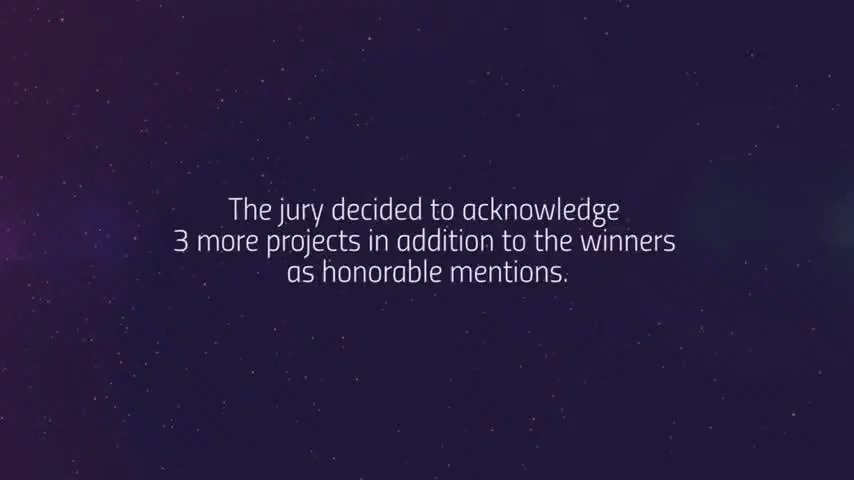 The jury decided to acknowledge
3 more projects in addition to the winners
as honorable mentions.